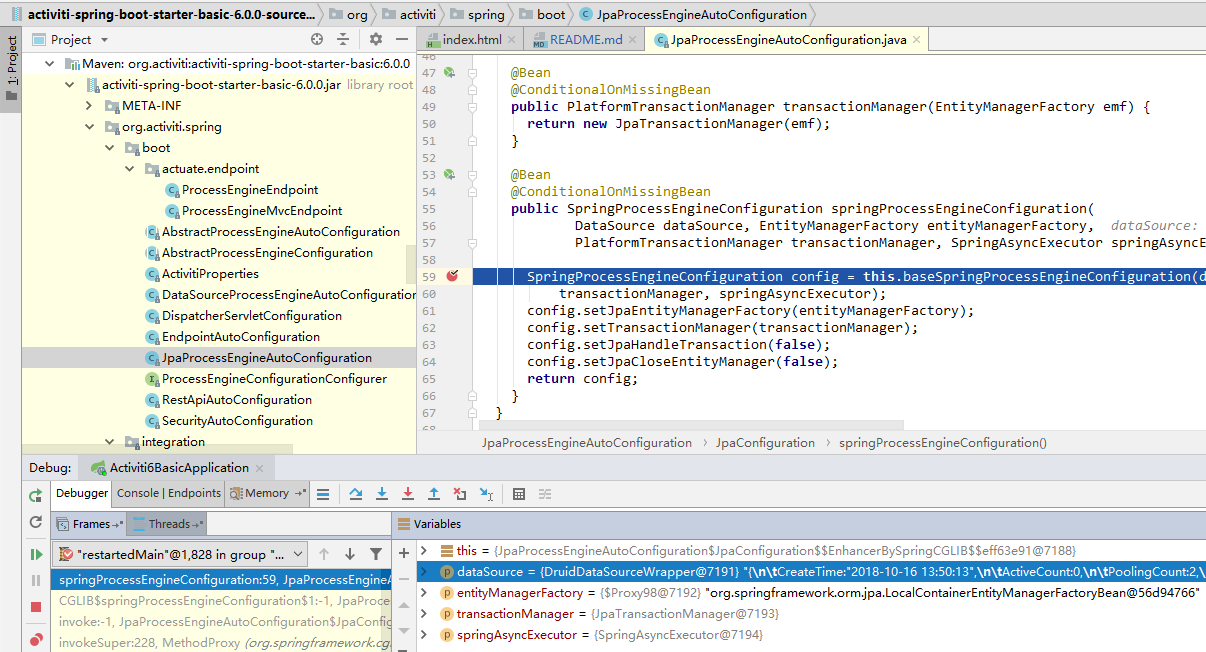 activiti-spring-boot-starter-basic-6.0.0-source... org activiti spring boot JpaProcessEngineAutoConfiguration
1: Project
Project
Maven: org.activiti:activiti-spring-boot-starter-basic:6.0.0
activiti-spring-boot-starter-basic-6.0.0.jar library root
META-INF
org.activiti.spring
boot
actuate.endpoint
ProcessEngineEndpoint
ProcessEngineMvcEndpoint
AbstractProcessEngineAutoConfiguration
AbstractProcessEngineConfiguration
ActivitiProperties
DataSourceProcessEngineAutoConfiguration
DispatcherServletConfiguration
EndpointAutoConfiguration
JpaProcessEngineAutoConfiguration
ProcessEngineConfigurationConfigurer
RestApiAutoConfiguration
SecurityAutoConfiguration
integration
index.html README.md JpaProcessEngineAutoConfiguration.java
46
47 @Bean
48 @ConditionalOnMissingBean
49 public PlatformTransactionManager transactionManager(EntityManagerFactory emf) {
50 return new JpaTransactionManager(emf);
51 }
52
53 @Bean
54 @ConditionalOnMissingBean
55 public SpringProcessEngineConfiguration springProcessEngineConfiguration(
56 DataSource dataSource, EntityManagerFactory entityManagerFactory, dataSource:
57 PlatformTransactionManager transactionManager, SpringAsyncExecutor springAsyncE
58
59 SpringProcessEngineConfiguration config = this.baseSpringProcessEngineConfiguration(d
60 transactionManager, springAsyncExecutor);
61 config.setJpaEntityManagerFactory(entityManagerFactory);
62 config.setTransactionManager(transactionManager);
63 config.setJpaHandleTransaction(false);
64 config.setJpaCloseEntityManager(false);
65 return config;
66 }
67 }
68
JpaProcessEngineAutoConfiguration › JpaConfiguration › springProcessEngineConfiguration()
Debug: Activiti6BasicApplication
Debugger Console | Endpoints Memory
Frames Threads
"restartedMain"@1,828 in group "...
springProcessEngineConfiguration:59, JpaProcessEngineA
CGLIB$springProcessEngineConfiguration$1:-1, JpaProce
invoke:-1, JpaProcessEngineAutoConfiguration$JpaConfig
invokeSuper:228, MethodProxy (org.springframework.cg
Variables
this = {JpaProcessEngineAutoConfiguration$JpaConfiguration$$EnhancerBySpringCGLIB$$eff63e91@7188}
dataSource = {DruidDataSourceWrapper@7191} "{\n\tCreateTime:"2018-10-16 13:50:13",\n\tActiveCount:0,\n\tPoolingCount:2,\
entityManagerFactory = {$Proxy98@7192} "org.springframework.orm.jpa.LocalContainerEntityManagerFactoryBean@56d94766"
transactionManager = {JpaTransactionManager@7193}
springAsyncExecutor = {SpringAsyncExecutor@7194}